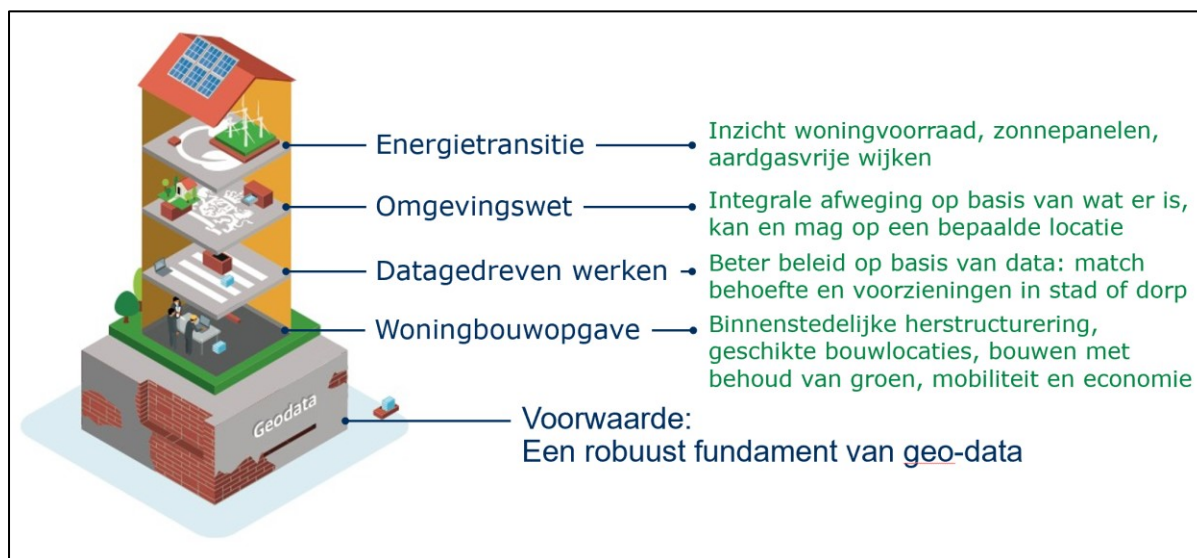 Energietransitie
Inzicht woningvoorraad, zonnepanelen,
aardgasvrije wijken
Omgevingswet
Integrale afweging op basis van wat er is,
kan en mag op een bepaalde locatie
Datagedreven werken
Beter beleid op basis van data: match
behoefte en voorzieningen in stad of dorp
Woningbouwopgave
Binnenstedelijke herstructurering,
geschikte bouwlocaties, bouwen met
behoud van groen, mobiliteit en economie
Geodata
Voorwaarde:
Een robuust fundament van geo-data